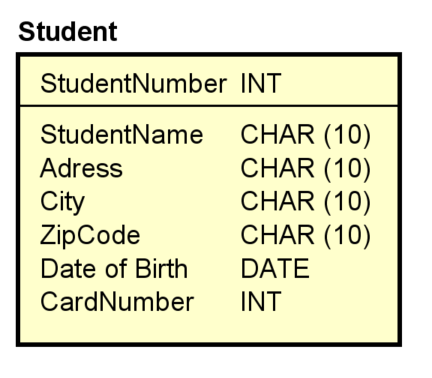 Student
StudentNumber INT
StudentName CHAR (10)
Adress CHAR (10)
City CHAR (10)
ZipCode CHAR (10)
Date of Birth DATE
CardNumber INT